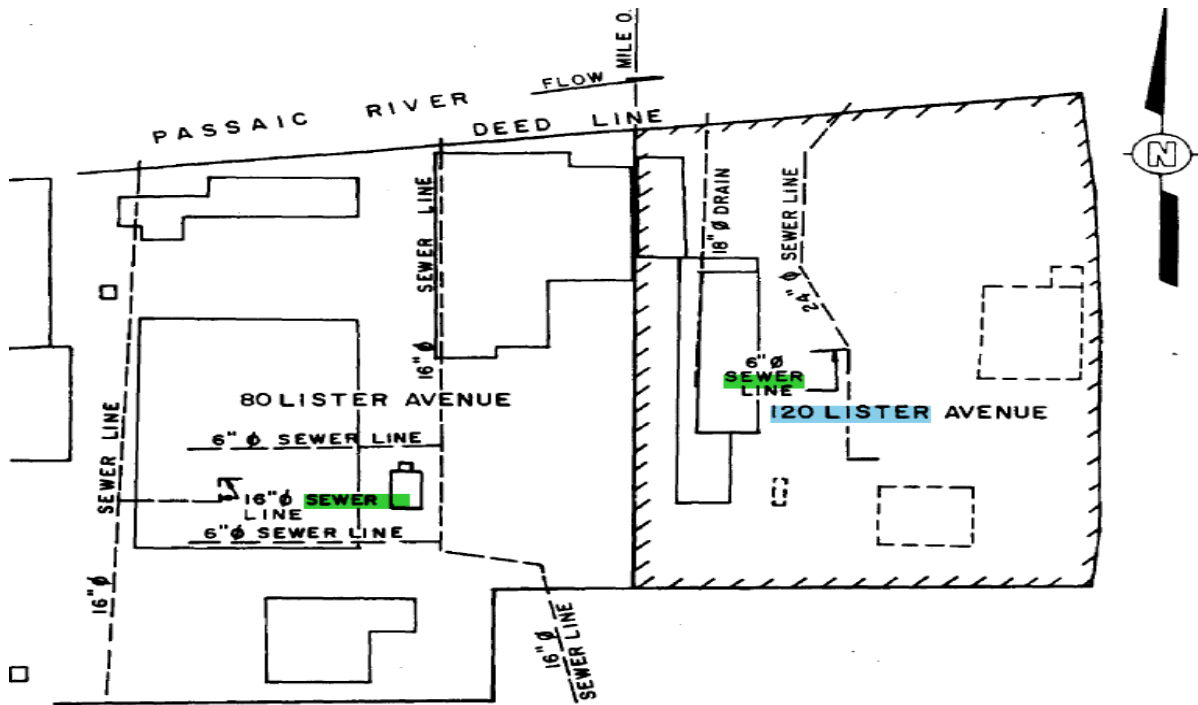 MILE 0.
FLOW
PASSAIC RIVER
DEED LINE
N
SEWER LINE
16" Ø
18" Ø DRAIN
24" Ø SEWER LINE
6" Ø
SEWER
LINE
80 LISTER AVENUE
120 LISTER AVENUE
6" Ø SEWER LINE
SEWER LINE
16" Ø
16" Ø SEWER
LINE
6" Ø SEWER LINE
16" Ø
SEWER LINE